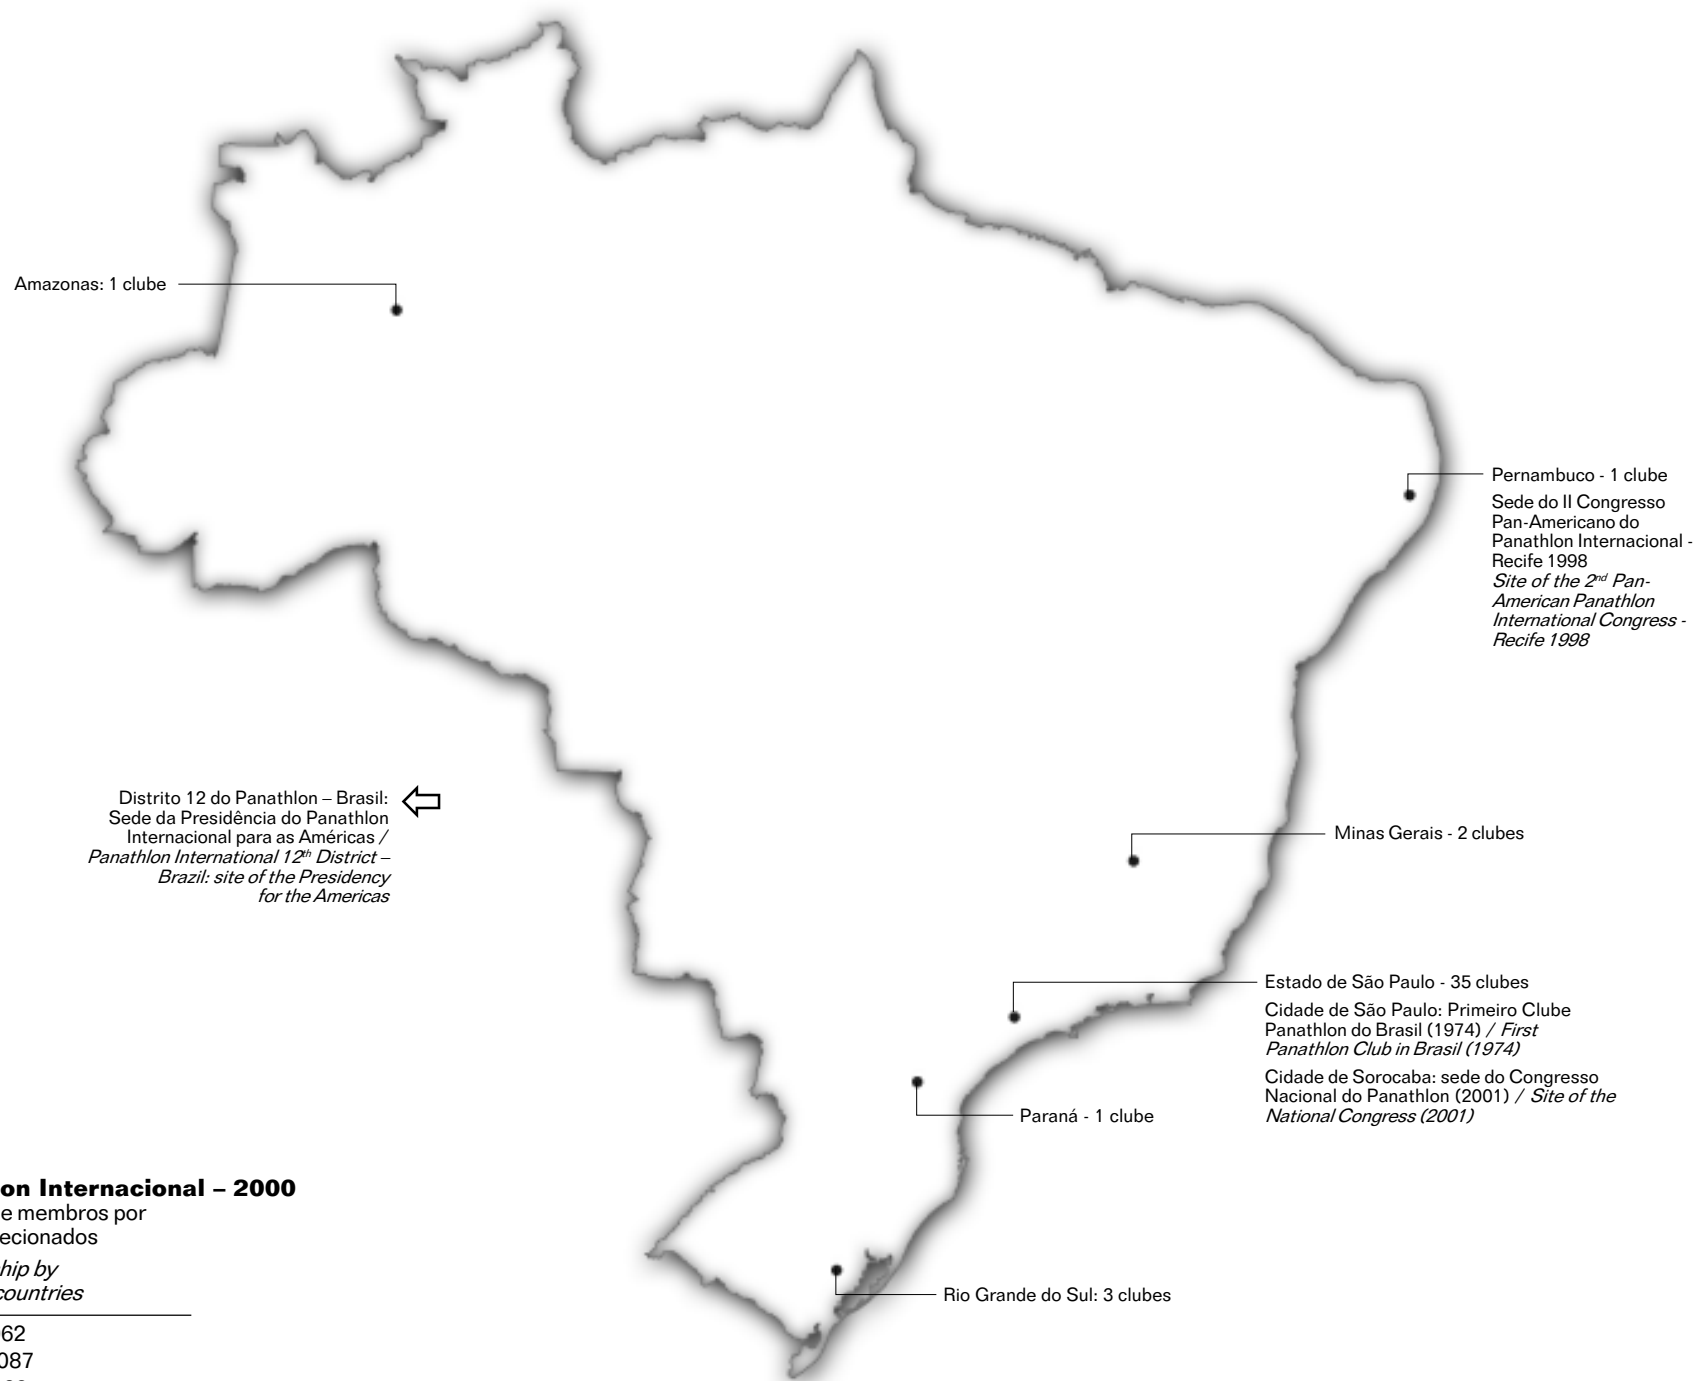 Amazonas: 1 clube
Pernambuco - 1 clube
Sede do II Congresso
Pan-Americano do
Panathlon Internacional -
Recife 1998
Site of the 2nd Pan-
American Panathlon
International Congress -
Recife 1998
Distrito 12 do Panathlon – Brasil:
Sede da Presidência do Panathlon
Internacional para as Américas /
Panathlon International 12th District –
Brazil: site of the Presidency
for the Americas
Minas Gerais - 2 clubes
Estado de São Paulo - 35 clubes
Cidade de São Paulo: Primeiro Clube
Panathlon do Brasil (1974) / First
Panathlon Club in Brasil (1974)
Cidade de Sorocaba: sede do Congresso
Nacional do Panathlon (2001) / Site of the
National Congress (2001)
Paraná - 1 clube
Rio Grande do Sul: 3 clubes
on Internacional – 2000
e membros por
ecionados
hip by
countries
62
087